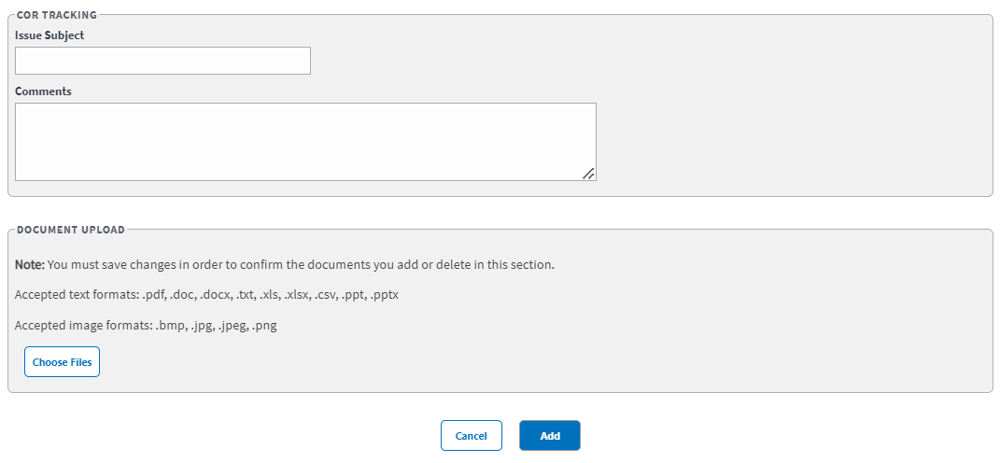 COR TRACKING
Issue Subject
Comments
DOCUMENT UPLOAD
Note: You must save changes in order to confirm the documents you add or delete in this section.
Accepted text formats: .pdf, .doc, .docx, .txt, .xls, .xlsx, .csv, .ppt, .pptx
Accepted image formats: .bmp, .jpg, .jpeg, .png
Choose Files
Cancel Add